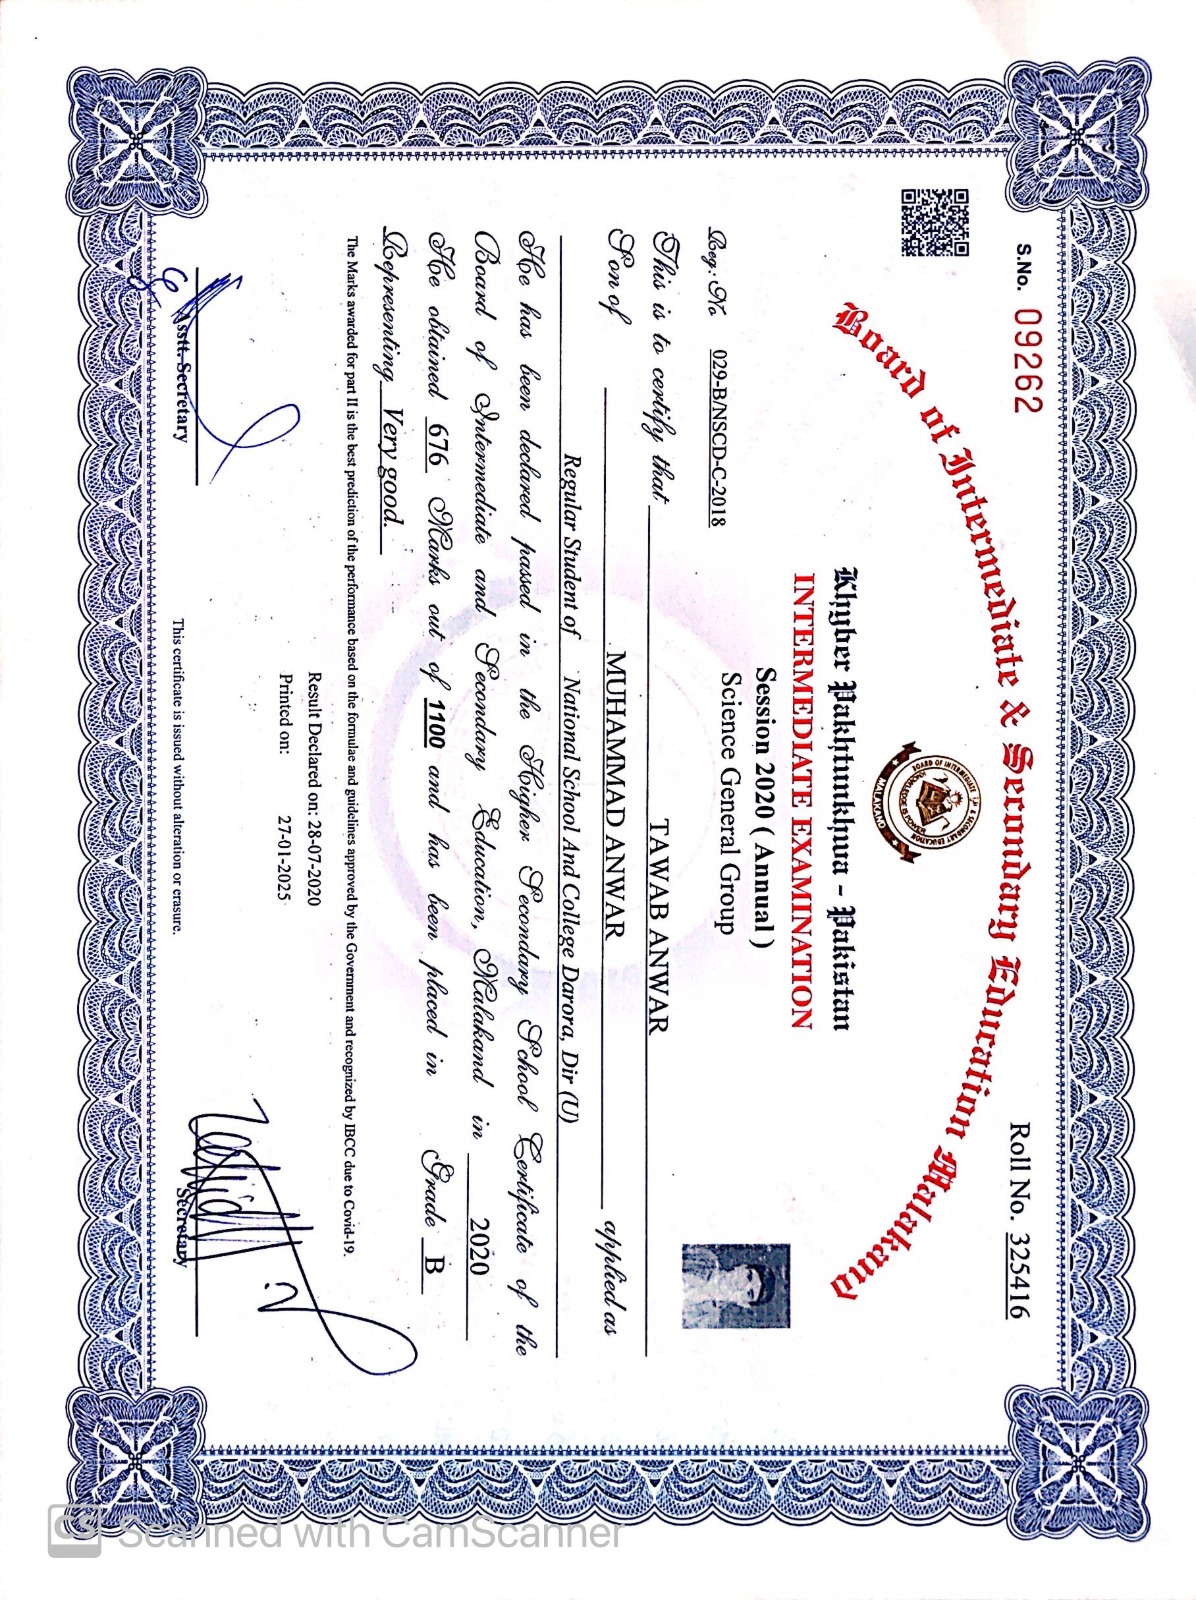 S.No. 09262
Roll No. 325416
Board of Intermediate & Secondary Education Malakand
BOARD OF INTERMEDIATE & SECONDARY EDUCATION
MALAKAND
Khyber Pakhtunkhwa - Pakistan
INTERMEDIATE EXAMINATION
Session 2020 ( Annual )
Science General Group
Reg: No 029-B/NSCD-C-2018
This is to certify that TAWAB ANWAR
Son of MUHAMMAD ANWAR applied as
Regular Student of National School And College Darora, Dir (U)
He has been declared passed in the Higher Secondary School Certificate of the
Board of Intermediate and Secondary Education, Malakand in 2020
He obtained 676 Marks out of 1100 and has been placed in Grade B
Representing Very good.
The Marks awarded for part II is the best prediction of the performance based on the formulae and guidelines approved by the Government and recognized by IBCC due to Covid-19.
Result Declared on: 28-07-2020
Printed on: 27-01-2025
Asstt. Secretary
Secretary
This certificate is issued without alteration or erasure.
CS Scanned with CamScanner